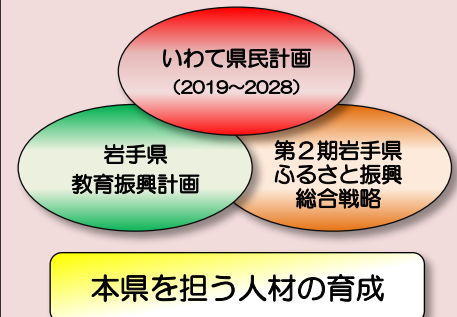 いわて県民計画
（2019～2028）
岩手県
教育振興計画
第２期岩手県
ふるさと振興
総合戦略
本県を担う人材の育成